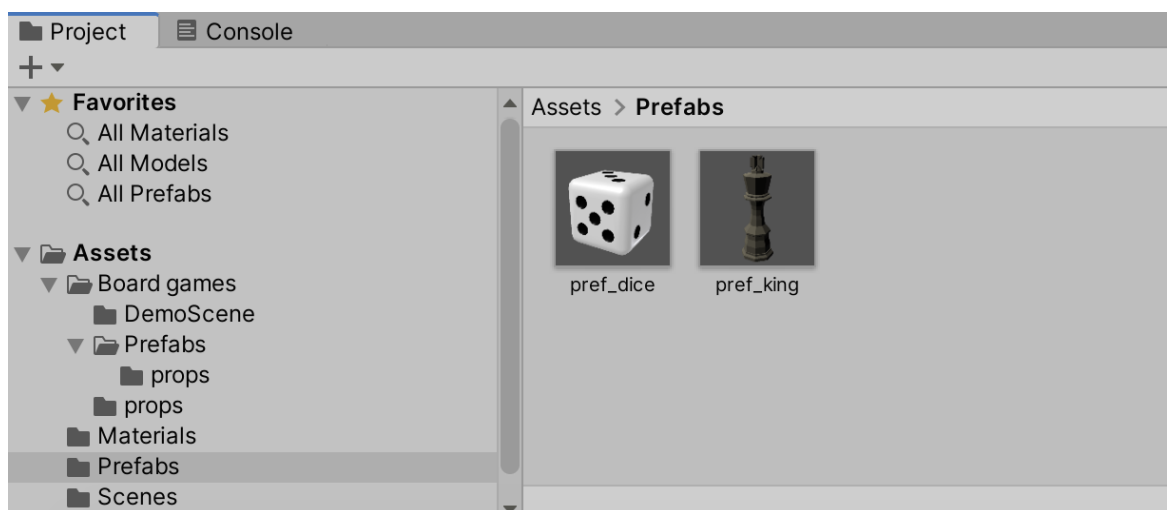 Project
Console
Favorites
All Materials
All Models
All Prefabs
Assets
Board games
DemoScene
Prefabs
props
props
Materials
Prefabs
Scenes
Assets > Prefabs
pref_dice
pref_king